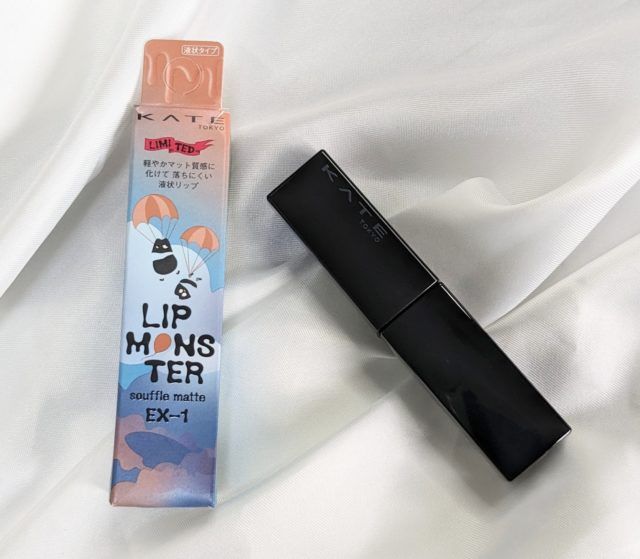 液状タイプ
KATE
TOKYO
LIMITED
軽やかマット質感に
化けて 落ちにくい
液状リップ
LIP
MONS
TER
souffle matte
EX-1
KATE
TOKYO